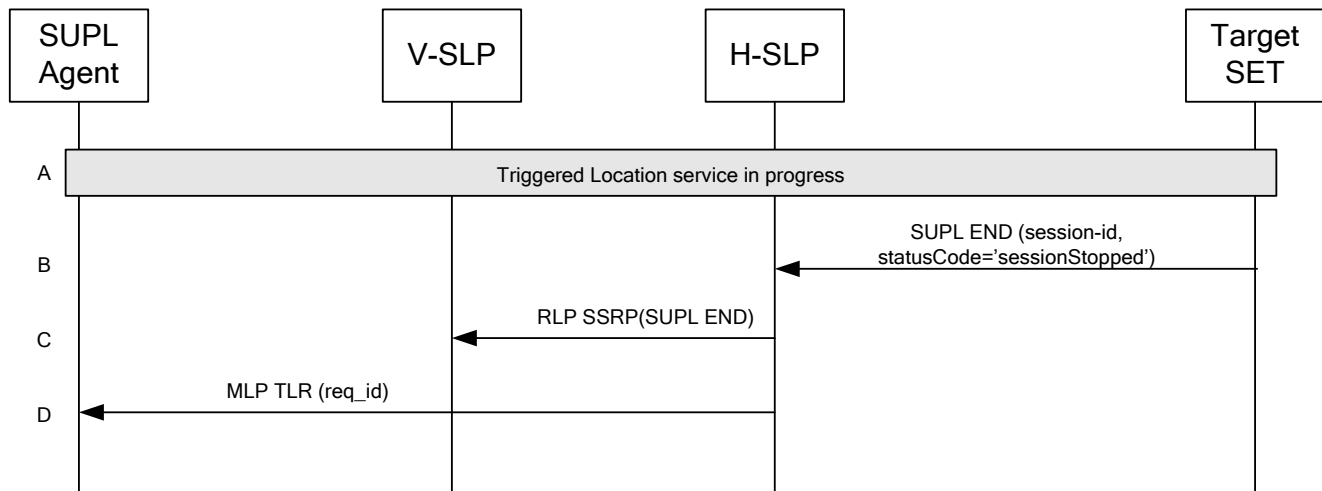 SUPL
Agent
V-SLP
H-SLP
Target
SET
A
Triggered Location service in progress
B
SUPL END (session-id,
statusCode=’sessionStopped’)
C
RLP SSRP(SUPL END)
D
MLP TLR (req_id)